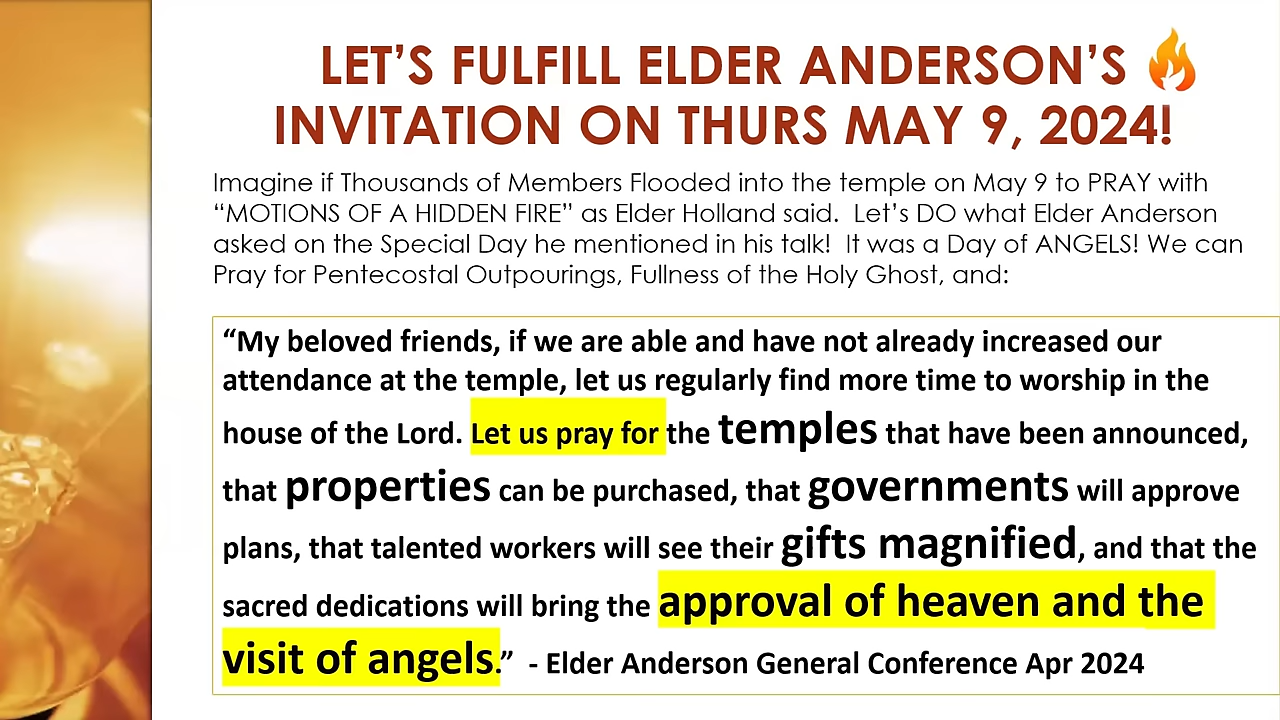 LET’S FULFILL ELDER ANDERSON’S 🔥
INVITATION ON THURS MAY 9, 2024!
Imagine if Thousands of Members Flooded into the temple on May 9 to PRAY with
“MOTIONS OF A HIDDEN FIRE” as Elder Holland said.  Let’s DO what Elder Anderson
asked on the Special Day he mentioned in his talk!  It was a Day of ANGELS! We can
Pray for Pentecostal Outpourings, Fullness of the Holy Ghost, and:
“My beloved friends, if we are able and have not already increased our
attendance at the temple, let us regularly find more time to worship in the
house of the Lord. Let us pray for the temples that have been announced,
that properties can be purchased, that governments will approve
plans, that talented workers will see their gifts magnified, and that the
sacred dedications will bring the approval of heaven and the
visit of angels.”  - Elder Anderson General Conference Apr 2024